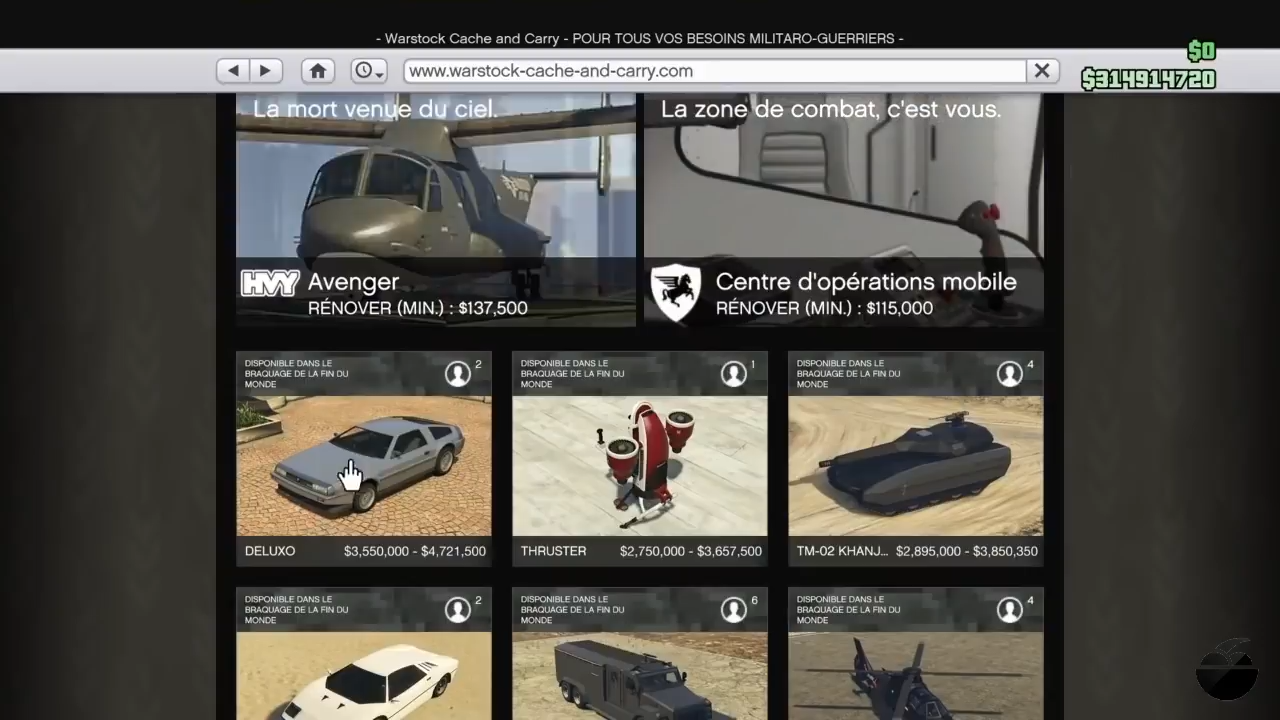 - Warstock Cache and Carry - POUR TOUS VOS BESOINS MILITARO-GUERRIERS -
www.warstock-cache-and-carry.com
$0
$314914720
La mort venue du ciel.
La zone de combat, c'est vous.
HVY Avenger
RÉNOVER (MIN.) : $137,500
Centre d'opérations mobile
RÉNOVER (MIN.) : $115,000
DISPONIBLE DANS LE
BRAQUAGE DE LA FIN DU
MONDE
2
DELUXO $3,550,000 - $4,721,500
DISPONIBLE DANS LE
BRAQUAGE DE LA FIN DU
MONDE
1
THRUSTER $2,750,000 - $3,657,500
DISPONIBLE DANS LE
BRAQUAGE DE LA FIN DU
MONDE
4
TM-02 KHANJ... $2,895,000 - $3,850,350
DISPONIBLE DANS LE
BRAQUAGE DE LA FIN DU
MONDE
2
DISPONIBLE DANS LE
BRAQUAGE DE LA FIN DU
MONDE
6
DISPONIBLE DANS LE
BRAQUAGE DE LA FIN DU
MONDE
4